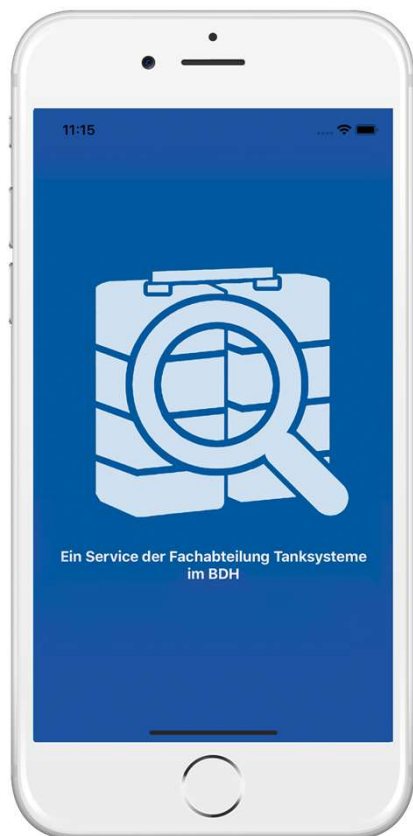 11:15
Ein Service der Fachabteilung Tanksysteme
im BDH